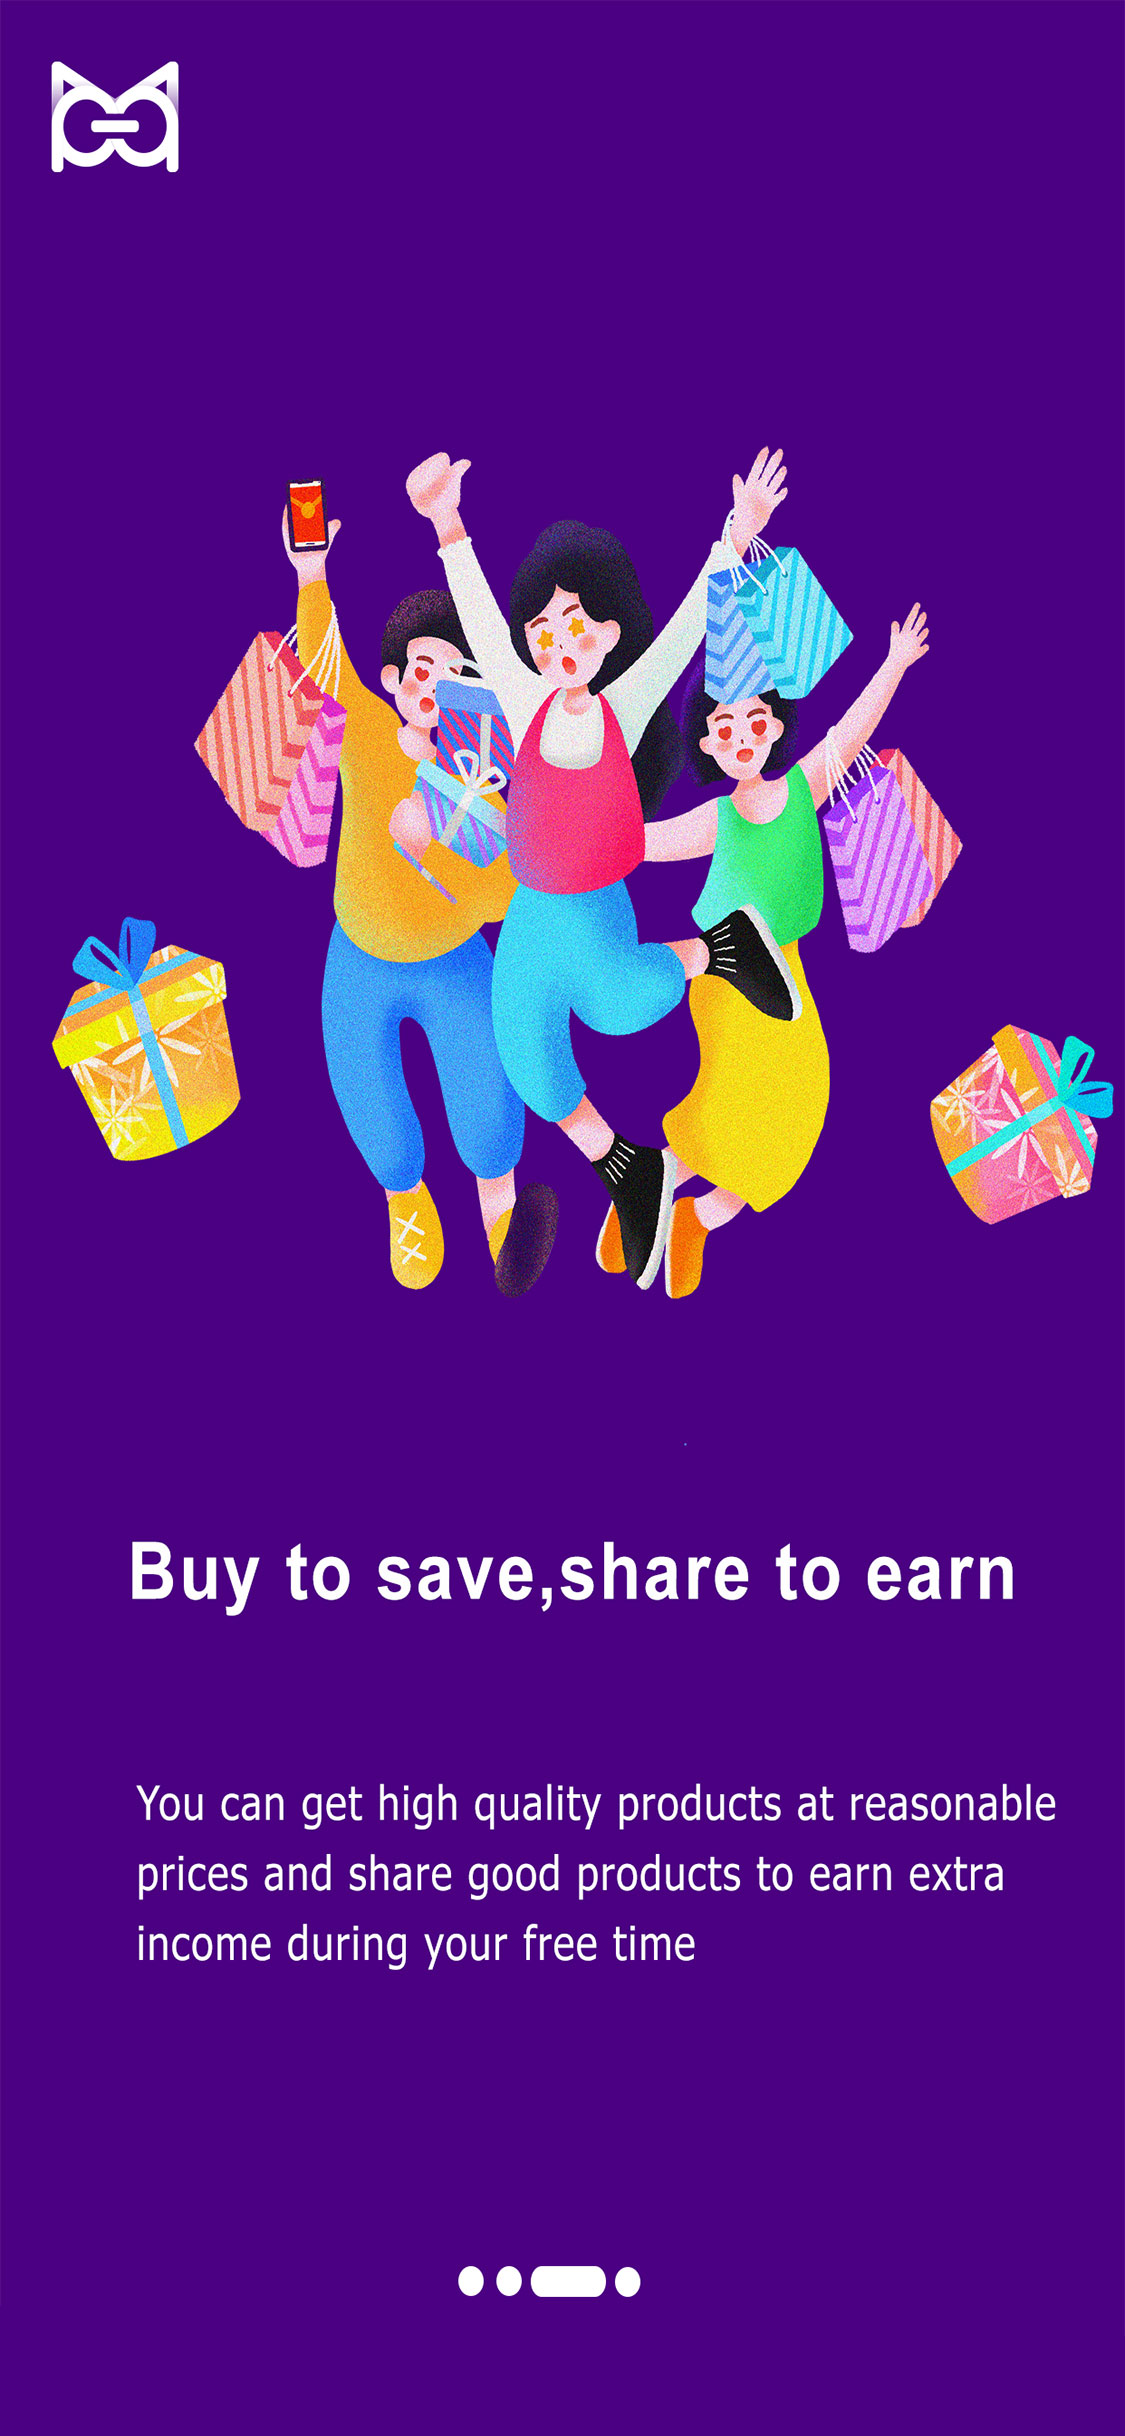 Buy to save,share to earn
You can get high quality products at reasonable
prices and share good products to earn extra
income during your free time